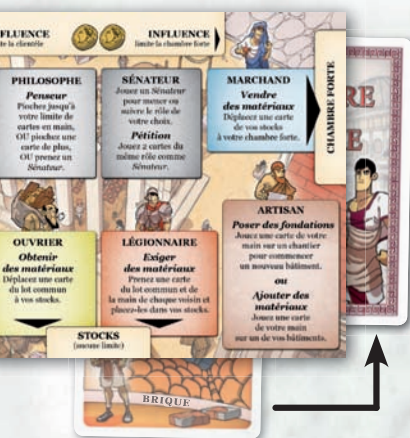 FLUENCE
te la clientèle
INFLUENCE
limite la chambre forte
PHILOSOPHE
Penseur
Piochez jusqu'à
votre limite de
cartes en main,
OU piochez une
carte de plus,
OU prenez un
Sénateur.
SÉNATEUR
Jouez un Sénateur
pour mener ou
suivre le rôle de
votre choix.
Pétition
Jouez 2 cartes du
même rôle comme
Sénateur.
MARCHAND
Vendre
des matériaux
Déplacez une carte
de vos stocks
à votre chambre forte.
CHAMBRE FORTE
RE
E
OUVRIER
Obtenir
des matériaux
Déplacez une carte
du lot commun
à vos stocks.
LÉGIONNAIRE
Exiger
des matériaux
Prenez une carte
du lot commun et de
la main de chaque voisin et
placez-les dans vos stocks.
ARTISAN
Poser des fondations
Jouez une carte de votre
main sur un chantier
pour commencer
un nouveau bâtiment.
ou
Ajouter des
matériaux
Jouez une carte
de votre main
sur un de vos bâtiments.
STOCKS
(aucune limite)
BRIQUE